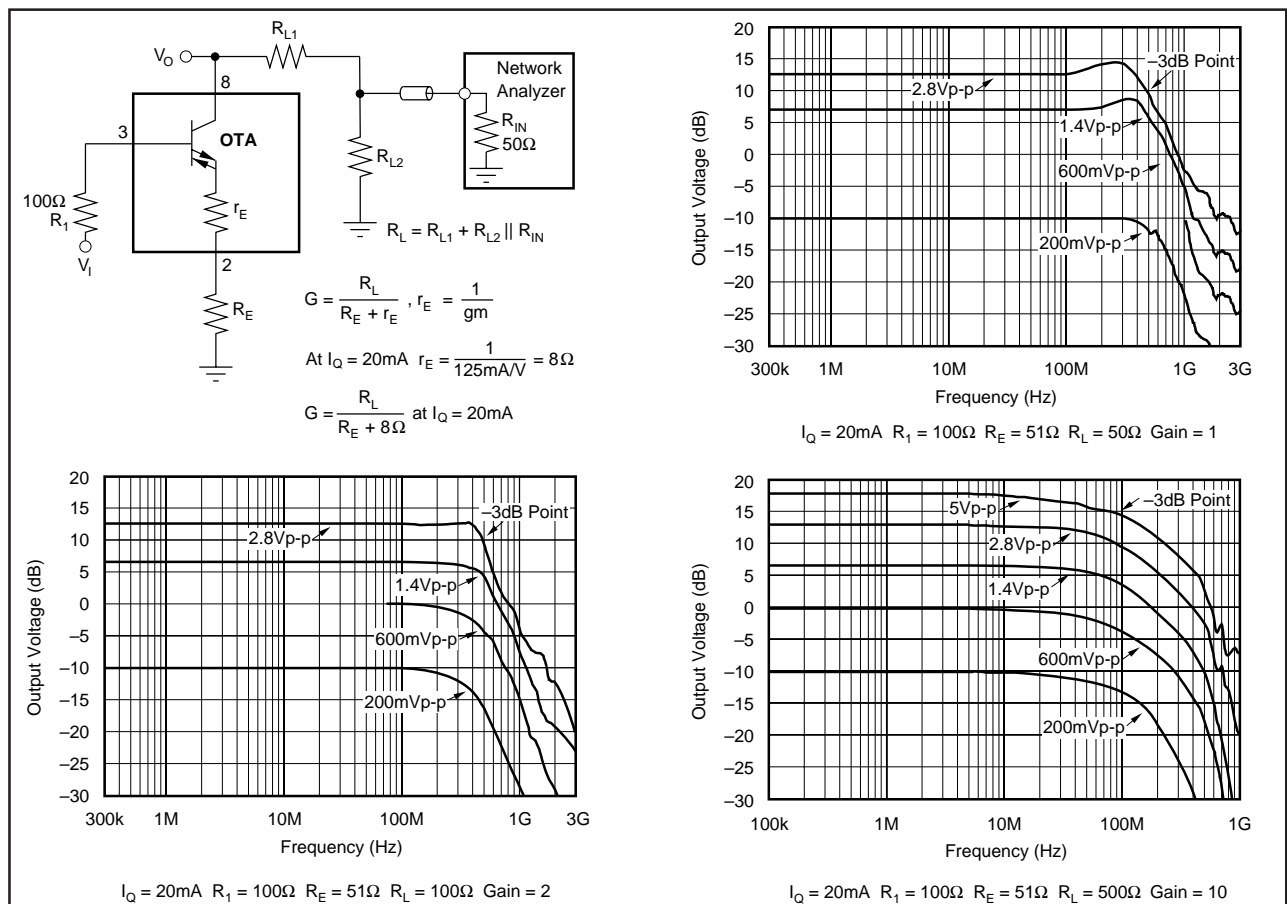 V_O
R_L1
8
3
OTA
100Ω
R_1
V_I
r_E
2
R_E
R_L2
Network
Analyzer
R_IN
50Ω
R_L = R_L1 + R_L2 || R_IN
G = R_L / (R_E + r_E) , r_E = 1 / gm
At I_Q = 20mA r_E = 1 / 125mA/V = 8Ω
G = R_L / (R_E + 8Ω) at I_Q = 20mA
Output Voltage (dB)
20
15
10
5
0
–5
–10
–15
–20
–25
–30
2.8Vp-p
–3dB Point
1.4Vp-p
600mVp-p
200mVp-p
300k 1M 10M 100M 1G 3G
Frequency (Hz)
I_Q = 20mA R_1 = 100Ω R_E = 51Ω R_L = 50Ω Gain = 1
Output Voltage (dB)
20
15
10
5
0
–5
–10
–15
–20
–25
–30
2.8Vp-p
–3dB Point
1.4Vp-p
600mVp-p
200mVp-p
300k 1M 10M 100M 1G 3G
Frequency (Hz)
I_Q = 20mA R_1 = 100Ω R_E = 51Ω R_L = 100Ω Gain = 2
Output Voltage (dB)
20
15
10
5
0
–5
–10
–15
–20
–25
–30
5Vp-p
–3dB Point
2.8Vp-p
1.4Vp-p
600mVp-p
200mVp-p
100k 1M 10M 100M 1G
Frequency (Hz)
I_Q = 20mA R_1 = 100Ω R_E = 51Ω R_L = 500Ω Gain = 10